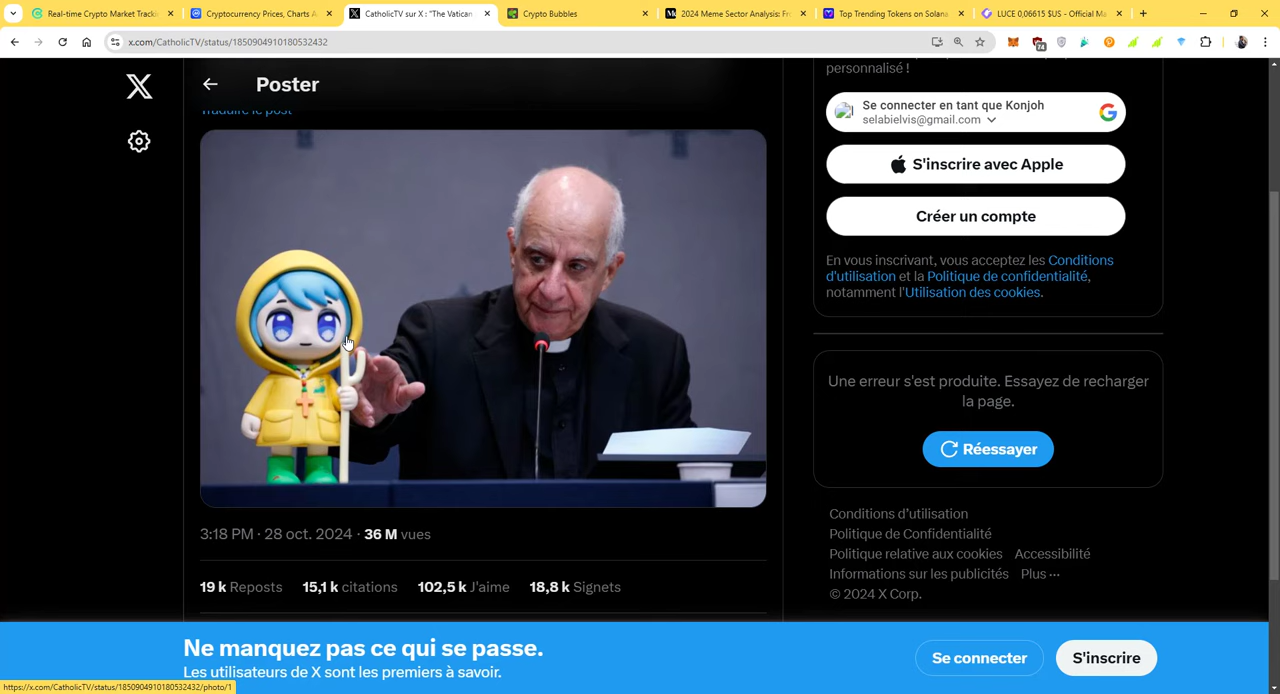 Real-time Crypto Market Tracki
Cryptocurrency Prices, Charts A
CatholicTV sur X : "The Vatican
Crypto Bubbles
2024 Meme Sector Analysis: Fr
Top Trending Tokens on Solana
LUCE 0,06615 $US - Official Ma
x.com/CatholicTV/status/1850904910180532432
74
Poster
Traduire le post
personnalisé !
Se connecter en tant que Konjoh
selabielvis@gmail.com
S'inscrire avec Apple
Créer un compte
En vous inscrivant, vous acceptez les Conditions
d'utilisation et la Politique de confidentialité,
notamment l'Utilisation des cookies.
Une erreur s'est produite. Essayez de recharger
la page.
Réessayer
Conditions d’utilisation
Politique de Confidentialité
Politique relative aux cookies Accessibilité
Informations sur les publicités Plus ···
© 2024 X Corp.
3:18 PM · 28 oct. 2024 · 36 M vues
19 k Reposts 15,1 k citations 102,5 k J'aime 18,8 k Signets
Ne manquez pas ce qui se passe.
Les utilisateurs de X sont les premiers à savoir.
Se connecter
S'inscrire
https://x.com/CatholicTV/status/1850904910180532432/photo/1